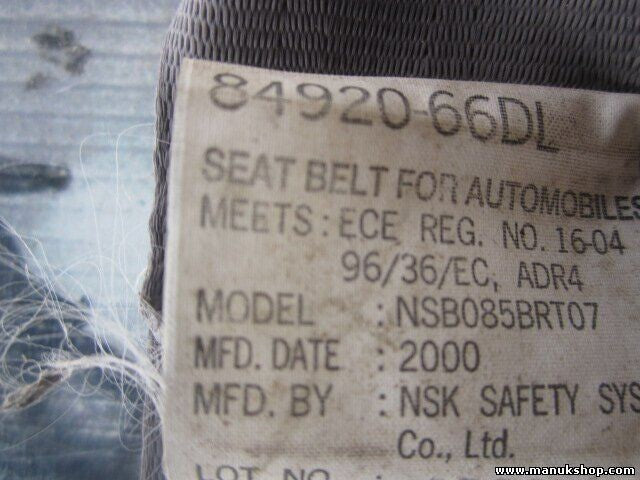 84920-66DL
SEAT BELT FOR AUTOMOBILES
MEETS : ECE REG. NO. 16-04
96/36/EC, ADR4
MODEL : NSB085BRT07
MFD. DATE : 2000
MFD. BY : NSK SAFETY SYS
Co., Ltd.
LOT NO. :
www.manukshop.com